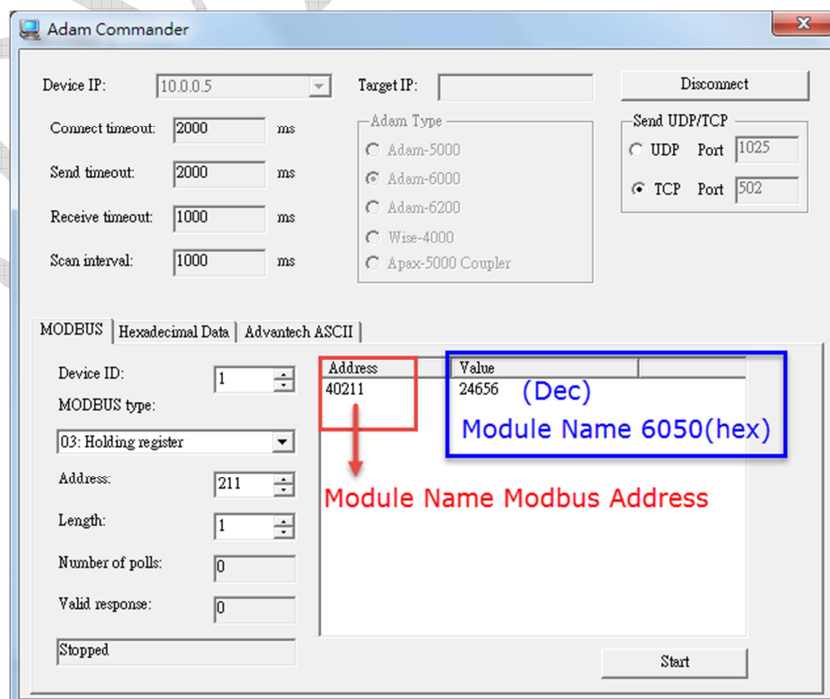 Adam Commander
Device IP: 10.0.0.5 Target IP: Disconnect
Connect timeout: 2000 ms Adam Type Send UDP/TCP
Adam-5000 UDP Port 1025
Send timeout: 2000 ms Adam-6000 TCP Port 502
Receive timeout: 1000 ms Adam-6200
Wise-4000
Scan interval: 1000 ms Apax-5000 Coupler
MODBUS Hexadecimal Data Advantech ASCII
Device ID: 1 Address Value
40211 24656 (Dec)
MODBUS type:
Module Name 6050(hex)
03: Holding register
Address: 211
Module Name Modbus Address
Length: 1
Number of polls: 0
Valid response: 0
Stopped Start